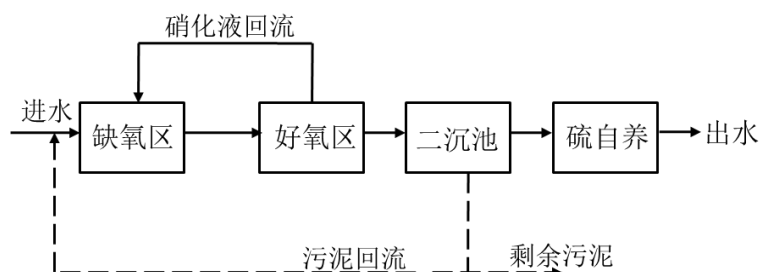 硝化液回流
进水
缺氧区
好氧区
二沉池
硫自养
出水
污泥回流
剩余污泥